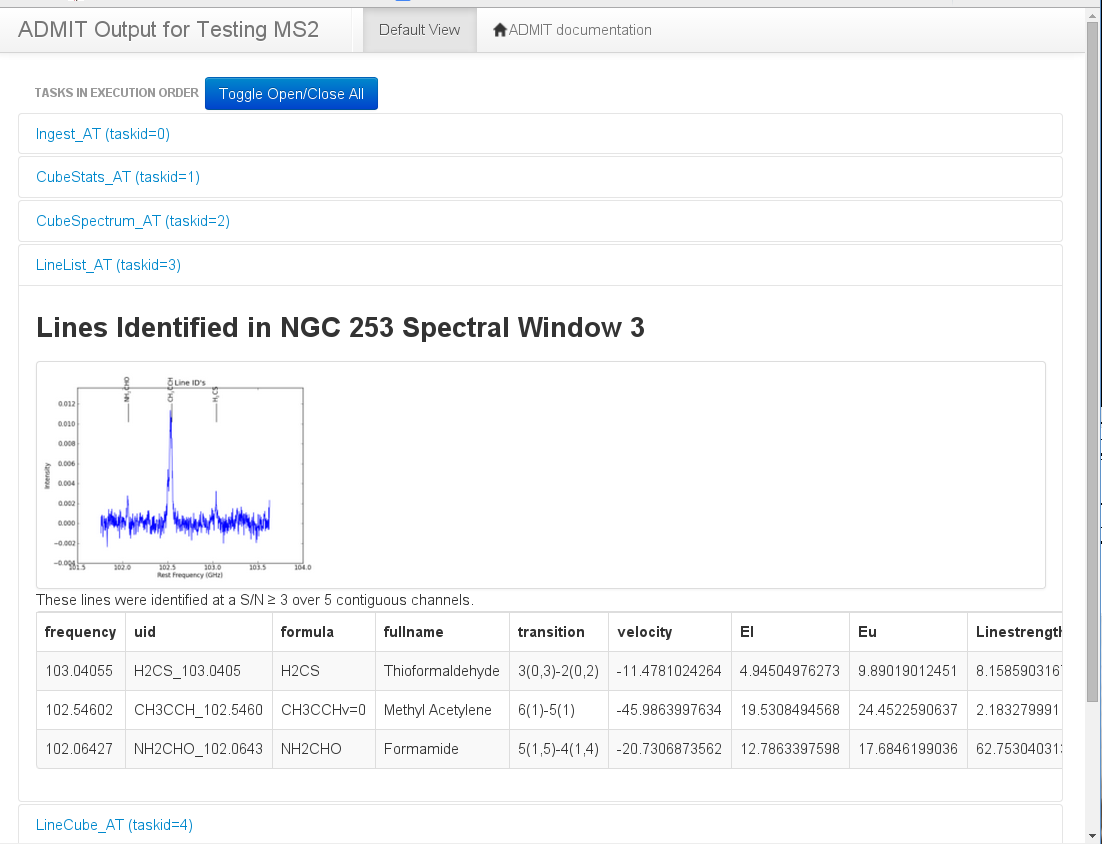 ADMIT Output for Testing MS2
Default View
ADMIT documentation
TASKS IN EXECUTION ORDER
Toggle Open/Close All
Ingest_AT (taskid=0)
CubeStats_AT (taskid=1)
CubeSpectrum_AT (taskid=2)
LineList_AT (taskid=3)
Lines Identified in NGC 253 Spectral Window 3
NH2CHO
CH3CCH
Line ID's
H2CS
0.012
0.010
0.008
0.006
0.004
0.002
0.000
−0.002
−0.004
Intensity
101.5 102.0 102.5 103.0 103.5 104.0
Rest Frequency (GHz)
These lines were identified at a S/N ≥ 3 over 5 contiguous channels.
frequency uid formula fullname transition velocity El Eu Linestrength
103.04055 H2CS_103.0405 H2CS Thioformaldehyde 3(0,3)-2(0,2) -11.4781024264 4.94504976273 9.89019012451 8.158590316
102.54602 CH3CCH_102.5460 CH3CCHv=0 Methyl Acetylene 6(1)-5(1) -45.9863997634 19.5308494568 24.4522590637 2.183279991
102.06427 NH2CHO_102.0643 NH2CHO Formamide 5(1,5)-4(1,4) -20.7306873562 12.7863397598 17.6846199036 62.75304031
LineCube_AT (taskid=4)